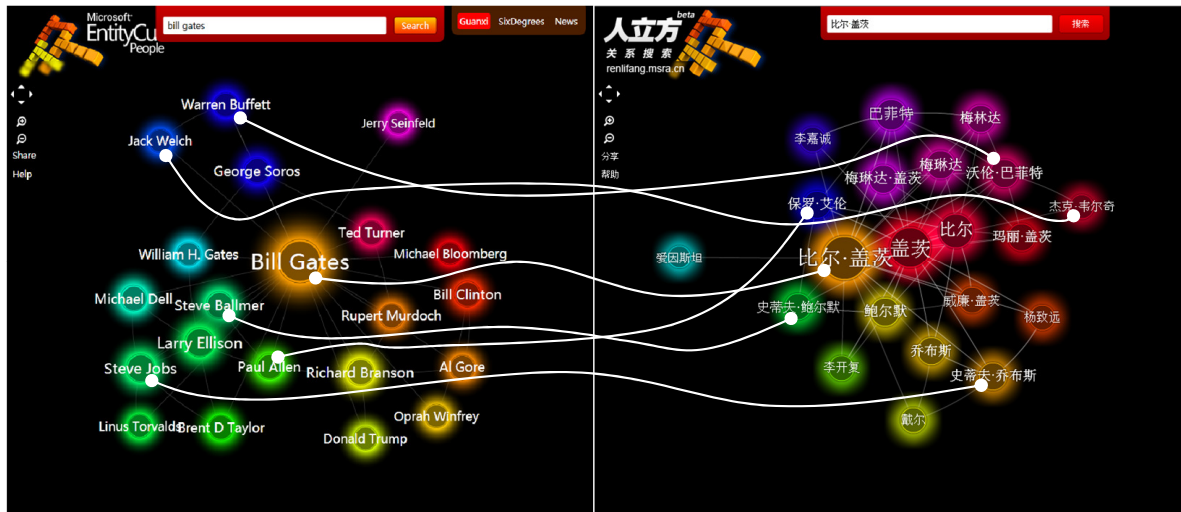 Microsoft®
EntityCu
People
bill gates
Search
Guanxi
SixDegrees
News
Share
Help
Warren Buffett
Jerry Seinfeld
Jack Welch
George Soros
Ted Turner
William H. Gates
Michael Bloomberg
Bill Gates
Michael Dell
Steve Ballmer
Bill Clinton
Rupert Murdoch
Larry Ellison
Steve Jobs
Paul Allen
Richard Branson
Al Gore
Oprah Winfrey
Linus Torvalds
Brent D Taylor
Donald Trump
人立方
beta
关系搜索
renlifang.msra.cn
比尔·盖茨
搜索
分享
帮助
巴菲特
梅林达
李嘉诚
梅琳达
沃伦·巴菲特
梅琳达·盖茨
保罗·艾伦
杰克·韦尔奇
比尔
玛丽·盖茨
盖茨
爱因斯坦
比尔·盖茨
史蒂夫·鲍尔默
鲍尔默
威廉·盖茨
杨致远
乔布斯
李开复
史蒂夫·乔布斯
戴尔